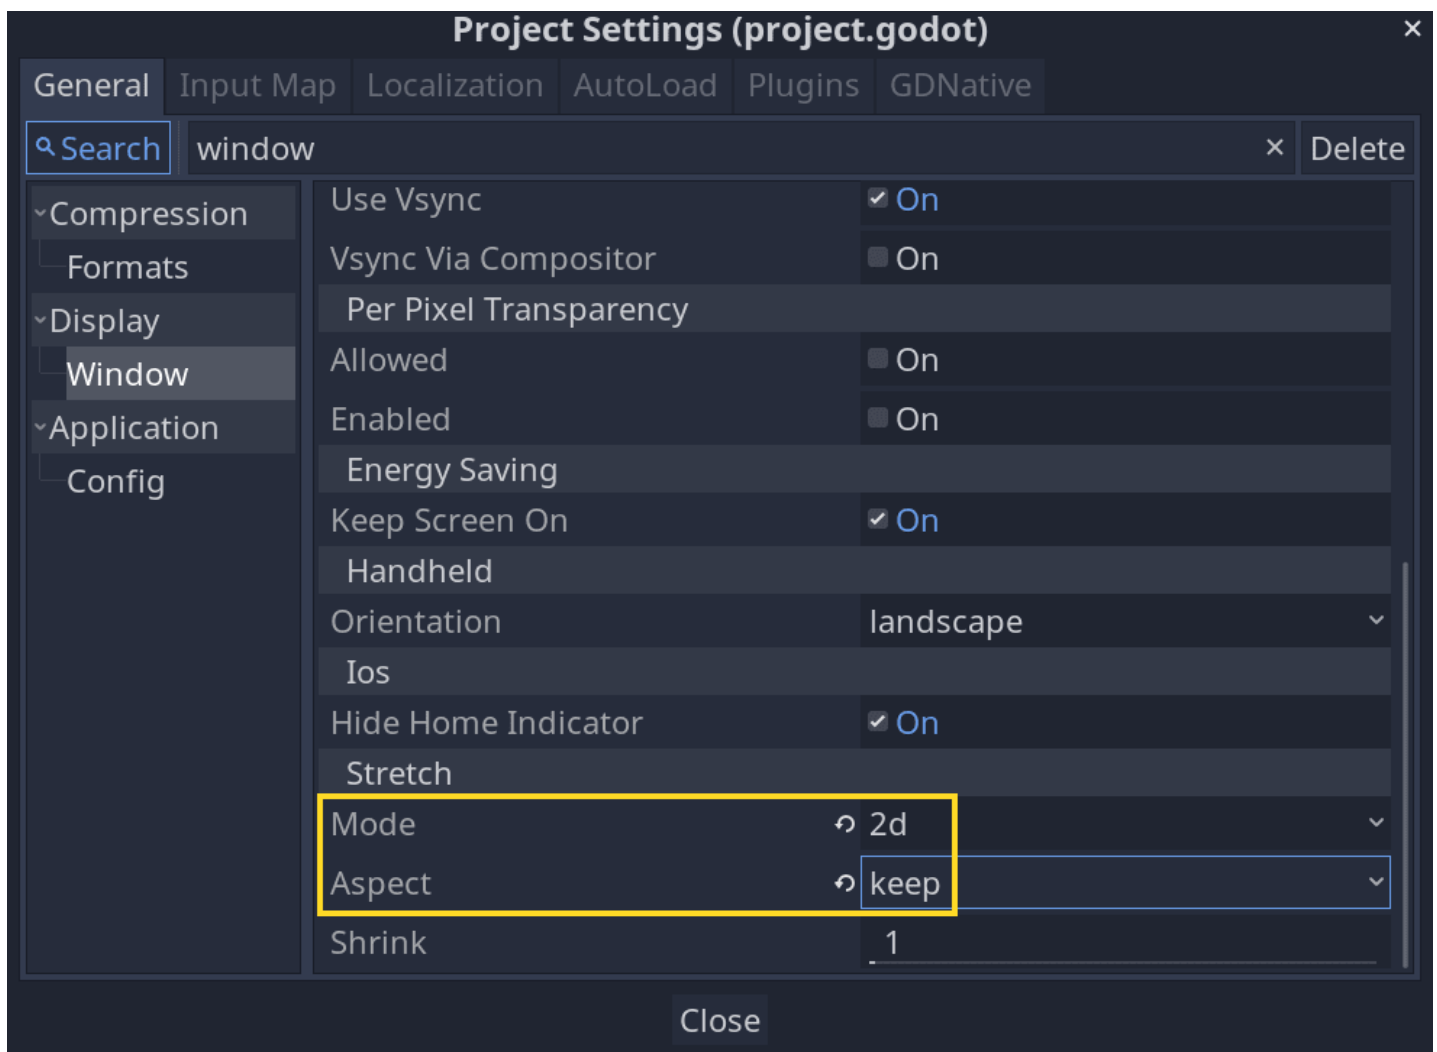 Project Settings (project.godot)
General Input Map Localization AutoLoad Plugins GDNative
Search window Delete
Compression
Formats
Display
Window
Application
Config
Use Vsync On
Vsync Via Compositor On
Per Pixel Transparency
Allowed On
Enabled On
Energy Saving
Keep Screen On On
Handheld
Orientation landscape
Ios
Hide Home Indicator On
Stretch
Mode 2d
Aspect keep
Shrink 1
Close